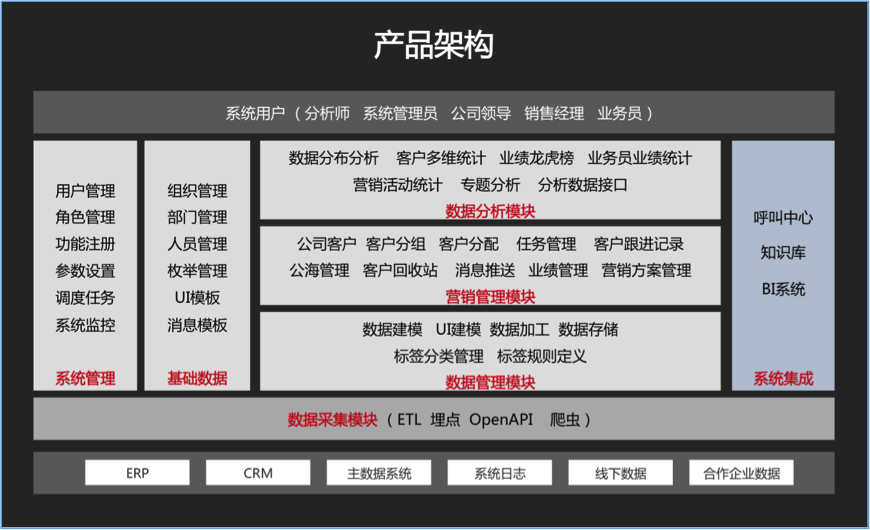 产品架构
系统用户（分析师 系统管理员 公司领导 销售经理 业务员）
用户管理
角色管理
功能注册
参数设置
调度任务
系统监控
系统管理
组织管理
部门管理
人员管理
枚举管理
UI模板
消息模板
基础数据
数据分布分析 客户多维统计 业绩龙虎榜 业务员业绩统计
营销活动统计 专题分析 分析数据接口
数据分析模块
公司客户 客户分组 客户分配 任务管理 客户跟进记录
公海管理 客户回收站 消息推送 业绩管理 营销方案管理
营销管理模块
数据建模 UI建模 数据加工 数据存储
标签分类管理 标签规则定义
数据管理模块
呼叫中心
知识库
BI系统
系统集成
数据采集模块（ETL 埋点 OpenAPI 爬虫）
ERP CRM 主数据系统 系统日志 线下数据 合作企业数据